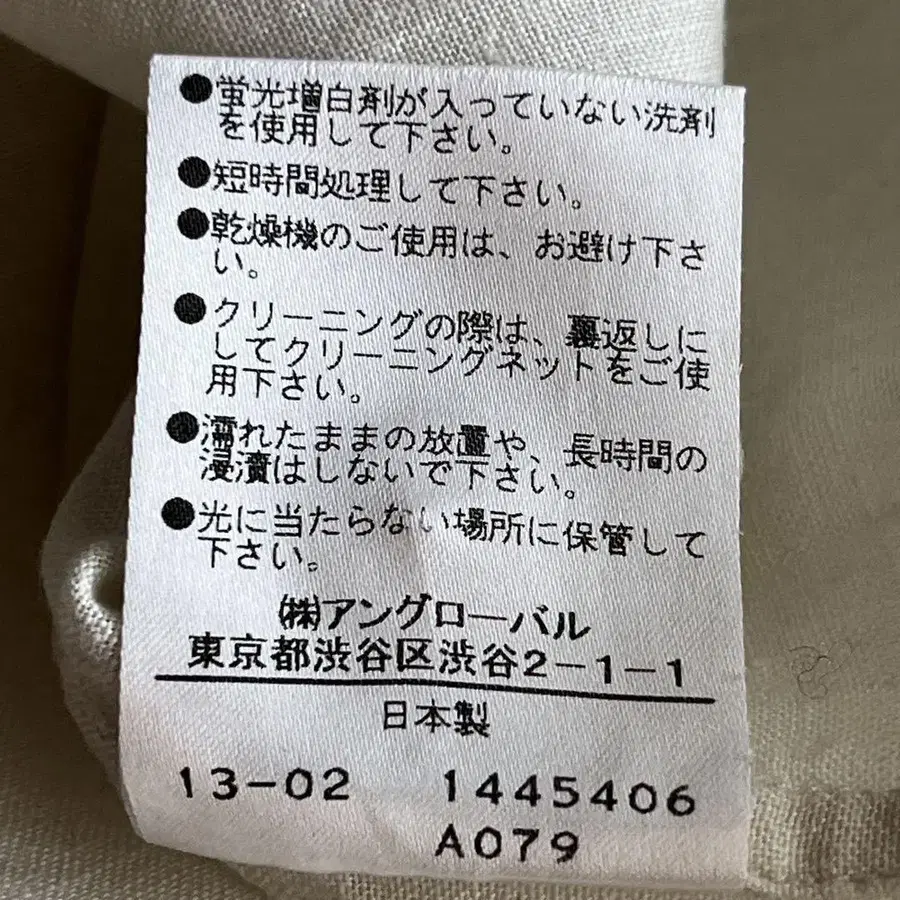 ●蛍光増白剤が入っていない洗剤
を使用して下さい。
●短時間処理して下さい。
●乾燥機のご使用は、お避け下さ
い。
●クリーニングの際は、裏返しに
してクリーニングネットをご使
用下さい。
●濡れたままの放置や、長時間の
浸漬はしないで下さい。
●光に当たらない場所に保管して
下さい。
㈱アングローバル
東京都渋谷区渋谷2-1-1
日本製
13-02 1445406
A079